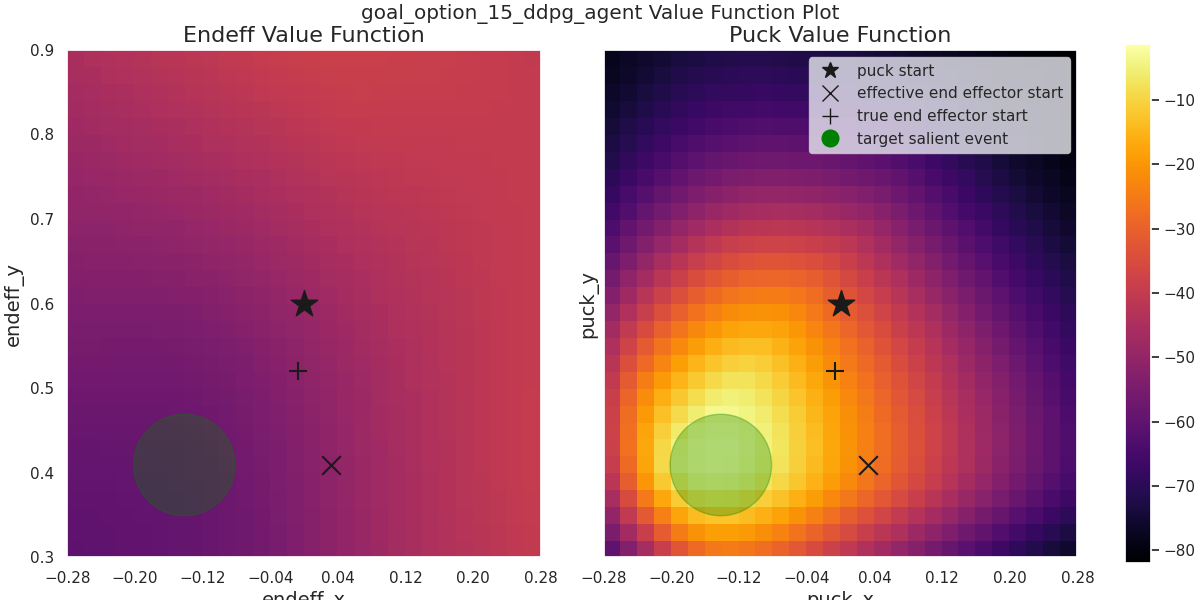 goal_option_15_ddpg_agent Value Function Plot
Endeff Value Function
Puck Value Function
puck start
effective end effector start
true end effector start
target salient event
endeff_y
0.9
0.8
0.7
0.6
0.5
0.4
0.3
−0.28 −0.20 −0.12 −0.04 0.04 0.12 0.20 0.28
endeff_x
puck_y
−0.28 −0.20 −0.12 −0.04 0.04 0.12 0.20 0.28
puck_x
−10
−20
−30
−40
−50
−60
−70
−80